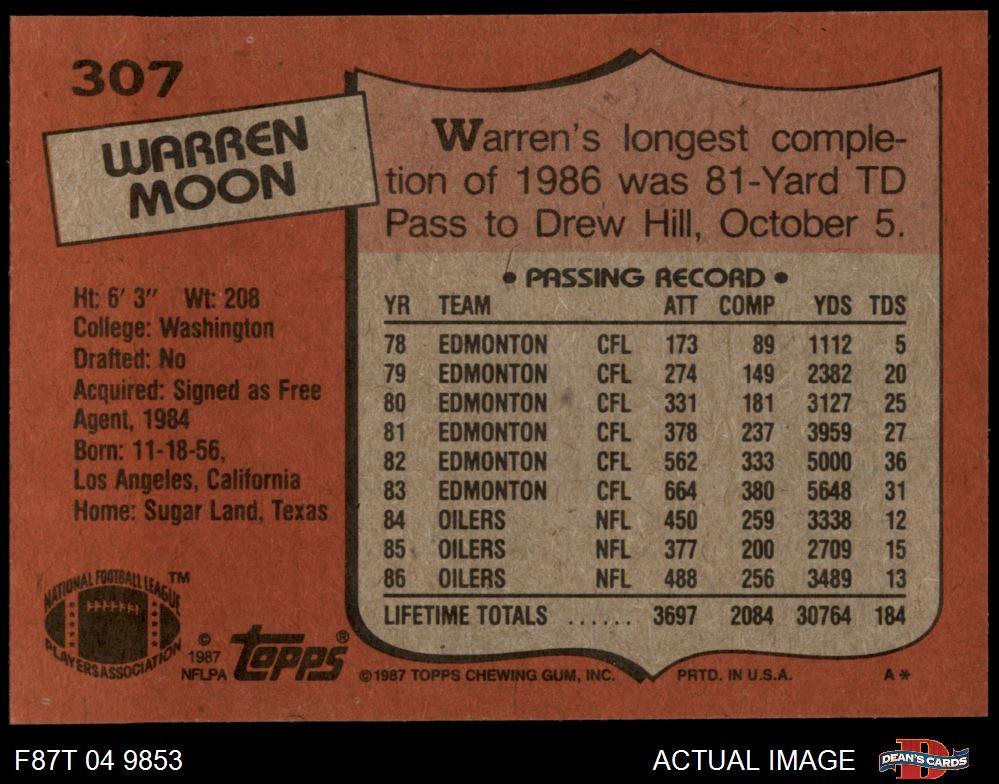 307
WARREN
MOON
Warren's longest comple-
tion of 1986 was 81-Yard TD
Pass to Drew Hill, October 5.
• PASSING RECORD •
YR TEAM ATT COMP YDS TDS
78 EDMONTON CFL 173 89 1112 5
79 EDMONTON CFL 274 149 2382 20
80 EDMONTON CFL 331 181 3127 25
81 EDMONTON CFL 378 237 3959 27
82 EDMONTON CFL 562 333 5000 36
83 EDMONTON CFL 664 380 5648 31
84 OILERS NFL 450 259 3338 12
85 OILERS NFL 377 200 2709 15
86 OILERS NFL 488 256 3489 13
LIFETIME TOTALS ...... 3697 2084 30764 184
Ht: 6' 3" Wt: 208
College: Washington
Drafted: No
Acquired: Signed as Free
Agent, 1984
Born: 11-18-56,
Los Angeles, California
Home: Sugar Land, Texas
NATIONAL FOOTBALL LEAGUE ™
PLAYERS ASSOCIATION
©
1987
NFLPA
topps®
©1987 TOPPS CHEWING GUM, INC. PRTD. IN U.S.A. A*
F87T 04 9853 ACTUAL IMAGE
D
DEAN'S CARDS